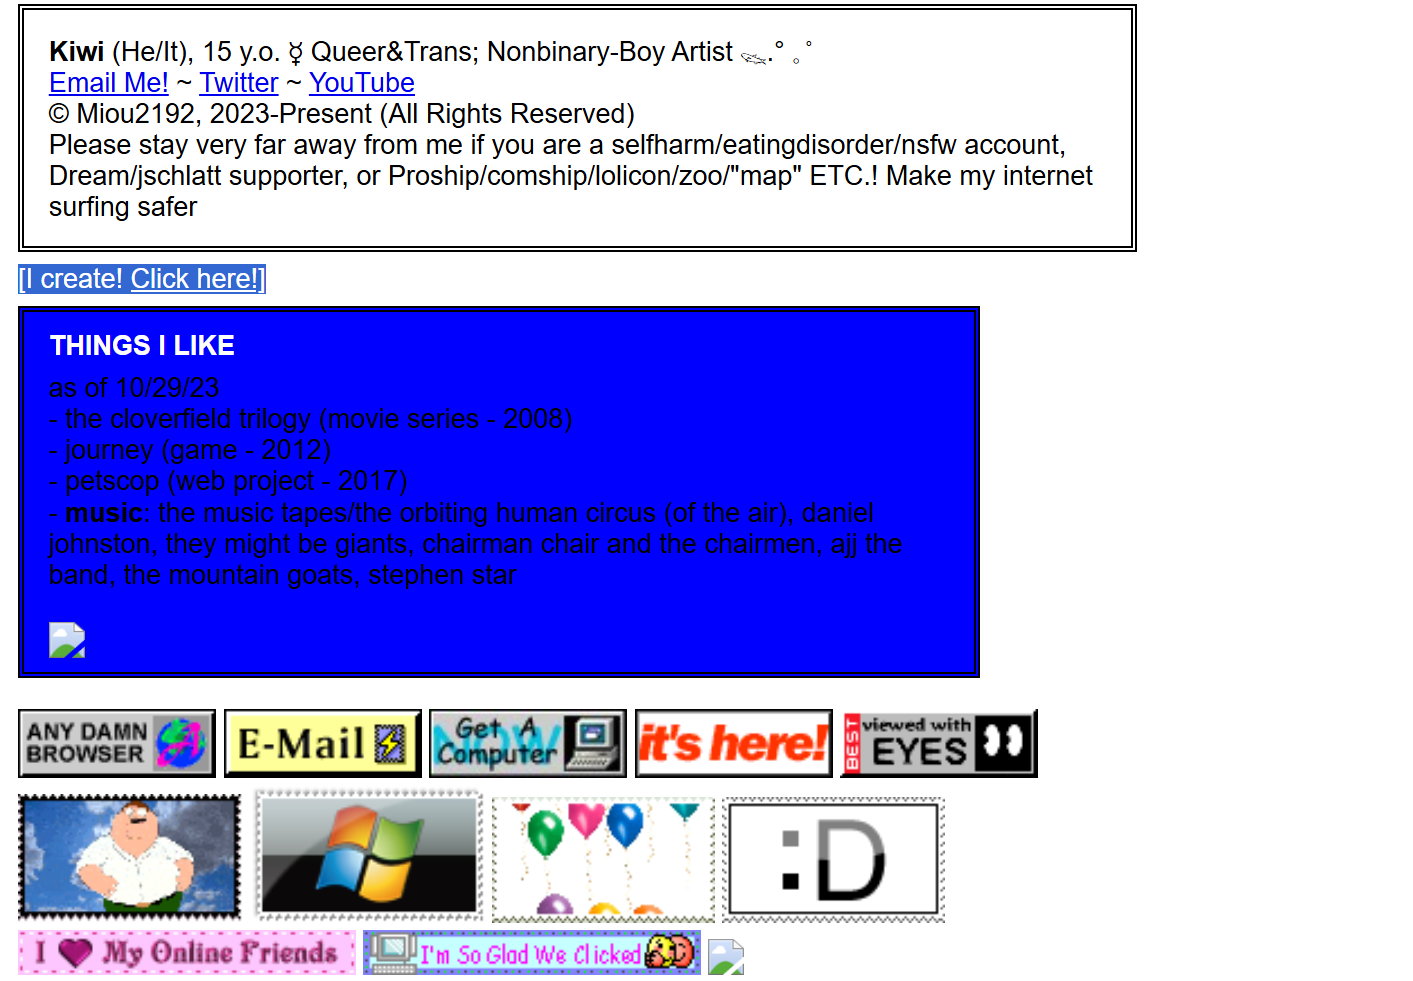 Kiwi (He/It), 15 y.o. ☿ Queer&Trans; Nonbinary-Boy Artist 𓆝.° 。˚
Email Me! ~ Twitter ~ YouTube
© Miou2192, 2023-Present (All Rights Reserved)
Please stay very far away from me if you are a selfharm/eatingdisorder/nsfw account,
Dream/jschlatt supporter, or Proship/comship/lolicon/zoo/"map" ETC.! Make my internet
surfing safer
[I create! Click here!]
THINGS I LIKE
as of 10/29/23
- the cloverfield trilogy (movie series - 2008)
- journey (game - 2012)
- petscop (web project - 2017)
- music: the music tapes/the orbiting human circus (of the air), daniel
johnston, they might be giants, chairman chair and the chairmen, ajj the
band, the mountain goats, stephen star
ANY DAMN
BROWSER
E-Mail
Get A
Computer
NOW
it's here!
BEST
viewed with
EYES
:D
I ♥ My Online Friends
I'm So Glad We Clicked